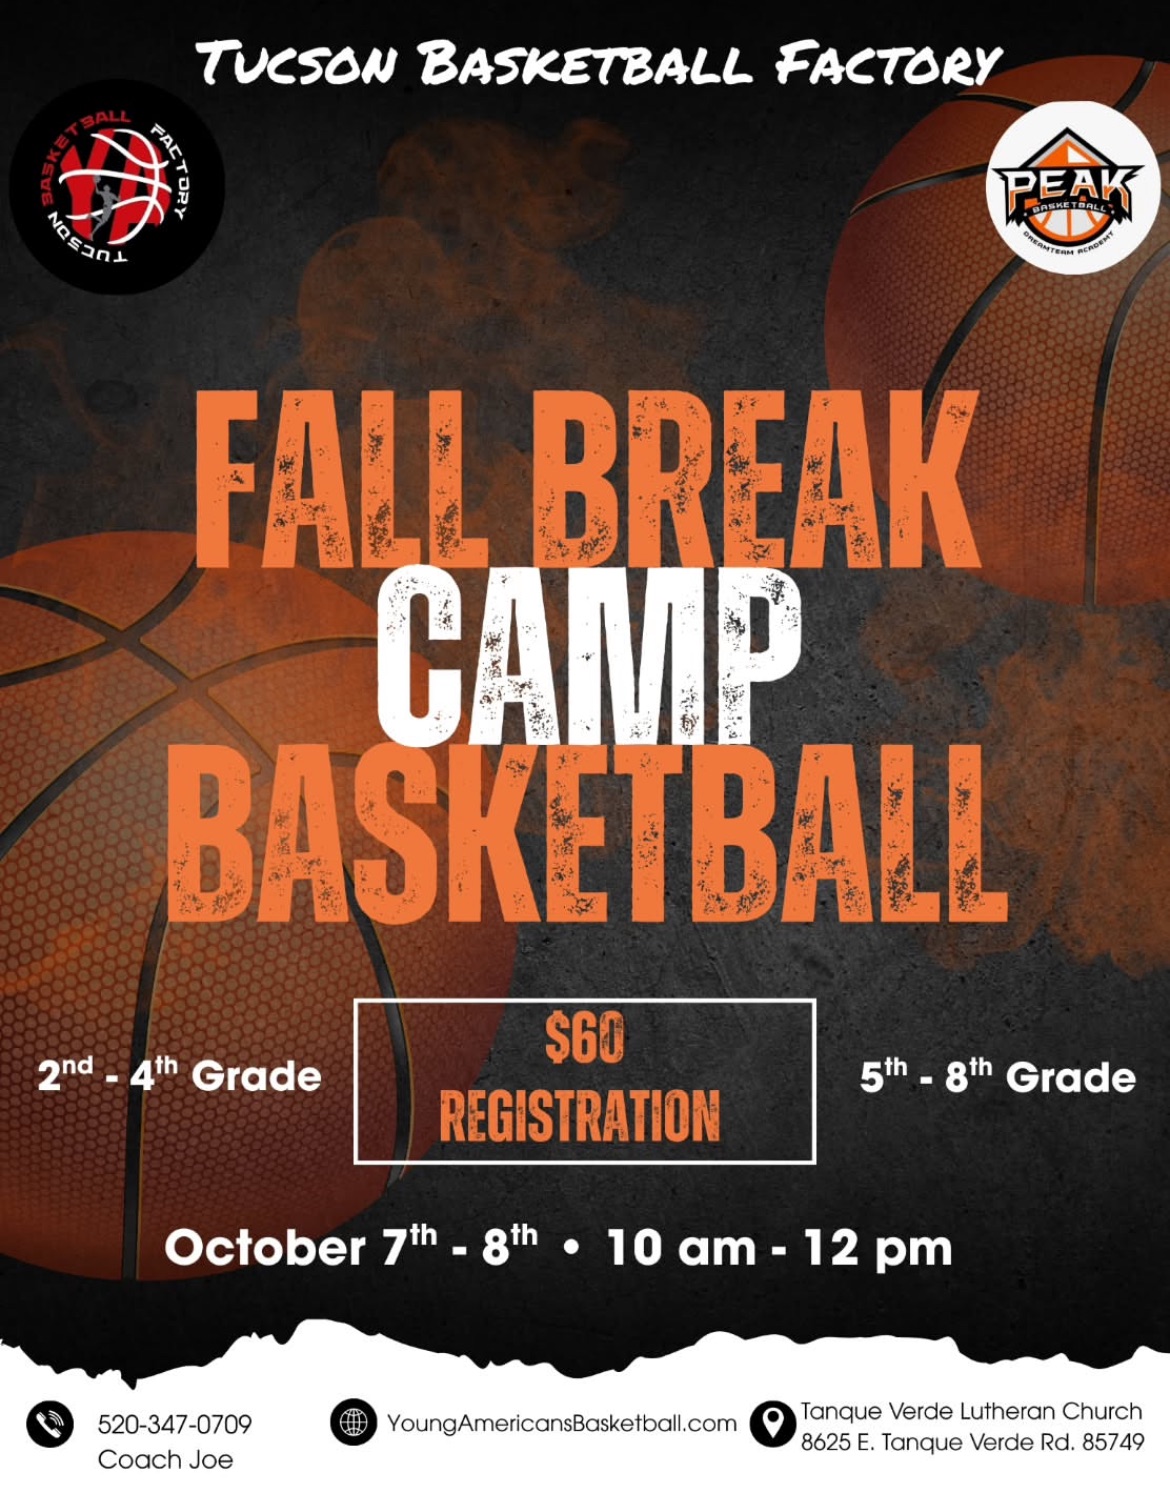 TUCSON BASKETBALL FACTORY
TUCSON BASKETBALL FACTORY
YA
PEAK
BASKETBALL
DREAMTEAM ACADEMY
FALL BREAK
CAMP
BASKETBALL
$60
REGISTRATION
2nd - 4th Grade
5th - 8th Grade
October 7th - 8th • 10 am - 12 pm
520-347-0709
Coach Joe
YoungAmericansBasketball.com
Tanque Verde Lutheran Church
8625 E. Tanque Verde Rd. 85749